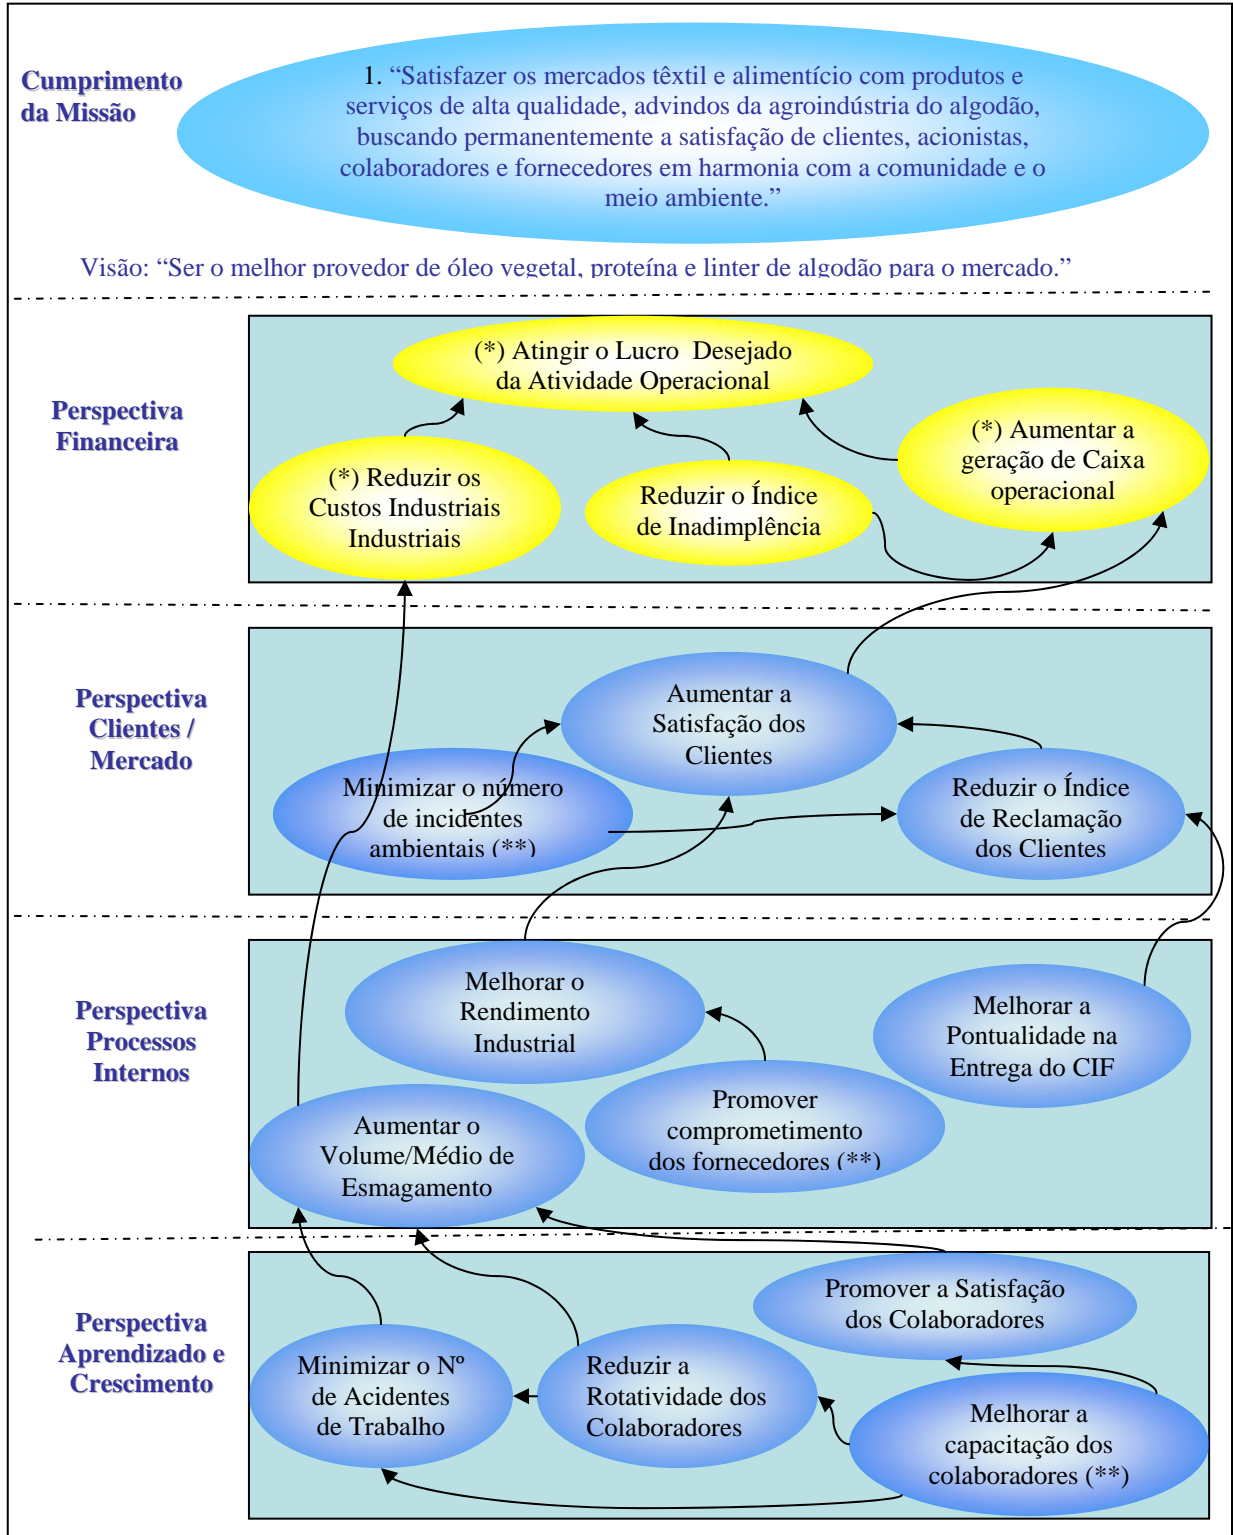 Cumprimento
da Missão
1. “Satisfazer os mercados têxtil e alimentício com produtos e
serviços de alta qualidade, advindos da agroindústria do algodão,
buscando permanentemente a satisfação de clientes, acionistas,
colaboradores e fornecedores em harmonia com a comunidade e o
meio ambiente.”
Visão: “Ser o melhor provedor de óleo vegetal, proteína e linter de algodão para o mercado.”
Perspectiva
Financeira
(*) Atingir o Lucro Desejado
da Atividade Operacional
(*) Reduzir os
Custos Industriais
Industriais
Reduzir o Índice
de Inadimplência
(*) Aumentar a
geração de Caixa
operacional
Perspectiva
Clientes /
Mercado
Aumentar a
Satisfação dos
Clientes
Minimizar o número
de incidentes
ambientais (**)
Reduzir o Índice
de Reclamação
dos Clientes
Perspectiva
Processos
Internos
Melhorar o
Rendimento
Industrial
Melhorar a
Pontualidade na
Entrega do CIF
Promover
comprometimento
dos fornecedores (**)
Aumentar o
Volume/Médio de
Esmagamento
Perspectiva
Aprendizado e
Crescimento
Promover a Satisfação
dos Colaboradores
Minimizar o Nº
de Acidentes
de Trabalho
Reduzir a
Rotatividade dos
Colaboradores
Melhorar a
capacitação dos
colaboradores (**)